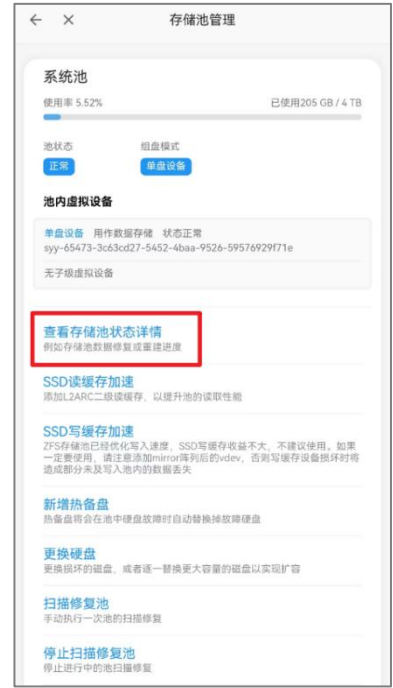 存储池管理
系统池
使用率 5.52% 已使用205 GB / 4 TB
池状态 组盘模式
正常 单盘设备
池内虚拟设备
单盘设备 用作数据存储 状态正常
syy-65473-3c63cd27-5452-4baa-9526-59576929f71e
无子级虚拟设备
查看存储池状态详情
例如存储池数据修复或重建进度
SSD读缓存加速
添加L2ARC二级读缓存，以提升池的读取性能
SSD写缓存加速
ZFS存储池已经优化写入速度，SSD写缓存收益不大，不建议使用。如果
一定要使用，请注意添加mirror阵列后的vdev，否则写缓存设备损坏时将
造成部分未及写入池内的数据丢失
新增热备盘
热备盘将会在池中硬盘故障时自动替换掉故障硬盘
更换硬盘
更换损坏的磁盘，或者逐一替换更大容量的磁盘以实现扩容
扫描修复池
手动执行一次池的扫描修复
停止扫描修复池
停止进行中的池扫描修复